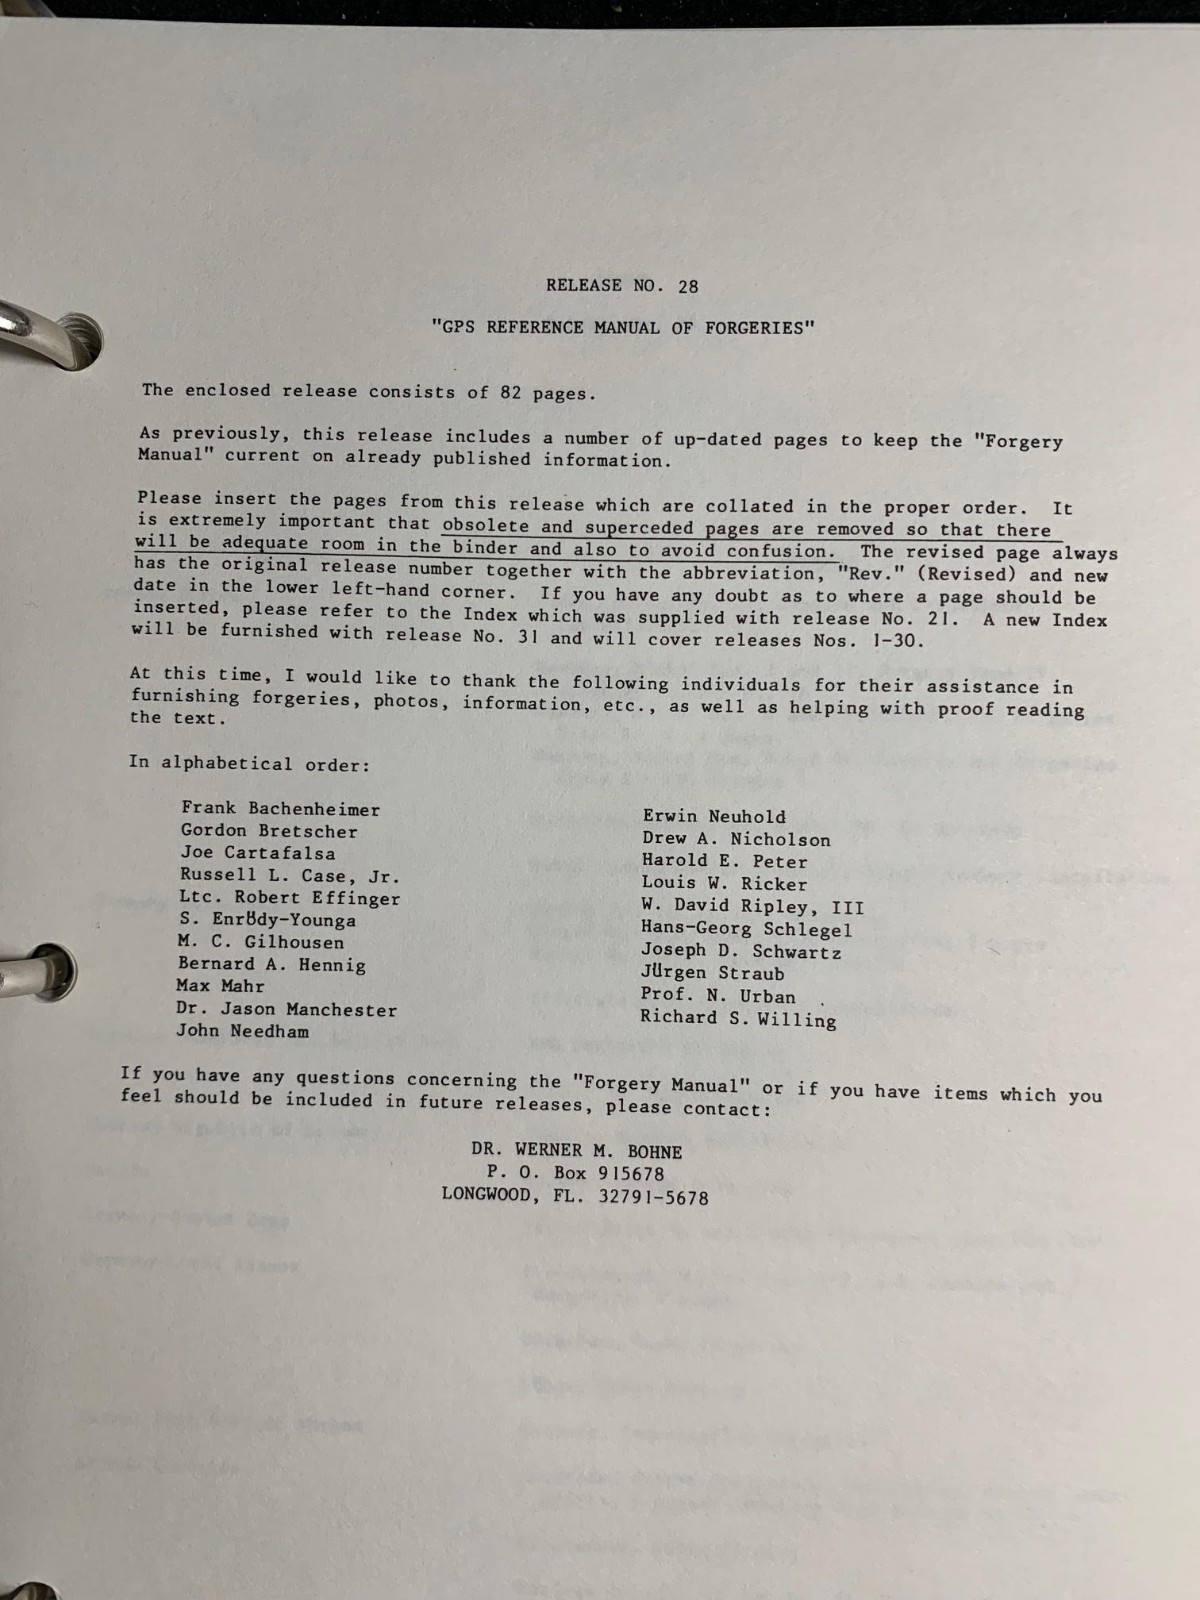 RELEASE NO. 28
"GPS REFERENCE MANUAL OF FORGERIES"
The enclosed release consists of 82 pages.
As previously, this release includes a number of up-dated pages to keep the "Forgery
Manual" current on already published information.
Please insert the pages from this release which are collated in the proper order. It
is extremely important that obsolete and superceded pages are removed so that there
will be adequate room in the binder and also to avoid confusion. The revised page always
has the original release number together with the abbreviation, "Rev." (Revised) and new
date in the lower left-hand corner. If you have any doubt as to where a page should be
inserted, please refer to the Index which was supplied with release No. 21. A new Index
will be furnished with release No. 31 and will cover releases Nos. 1-30.
At this time, I would like to thank the following individuals for their assistance in
furnishing forgeries, photos, information, etc., as well as helping with proof reading
the text.
In alphabetical order:
Frank Bachenheimer
Gordon Bretscher
Joe Cartafalsa
Russell L. Case, Jr.
Ltc. Robert Effinger
S. Enrödy-Younga
M. C. Gilhousen
Bernard A. Hennig
Max Mahr
Dr. Jason Manchester
John Needham
Erwin Neuhold
Drew A. Nicholson
Harold E. Peter
Louis W. Ricker
W. David Ripley, III
Hans-Georg Schlegel
Joseph D. Schwartz
Jürgen Straub
Prof. N. Urban
Richard S. Willing
If you have any questions concerning the "Forgery Manual" or if you have items which you
feel should be included in future releases, please contact:
DR. WERNER M. BOHNE
P. O. Box 915678
LONGWOOD, FL. 32791-5678